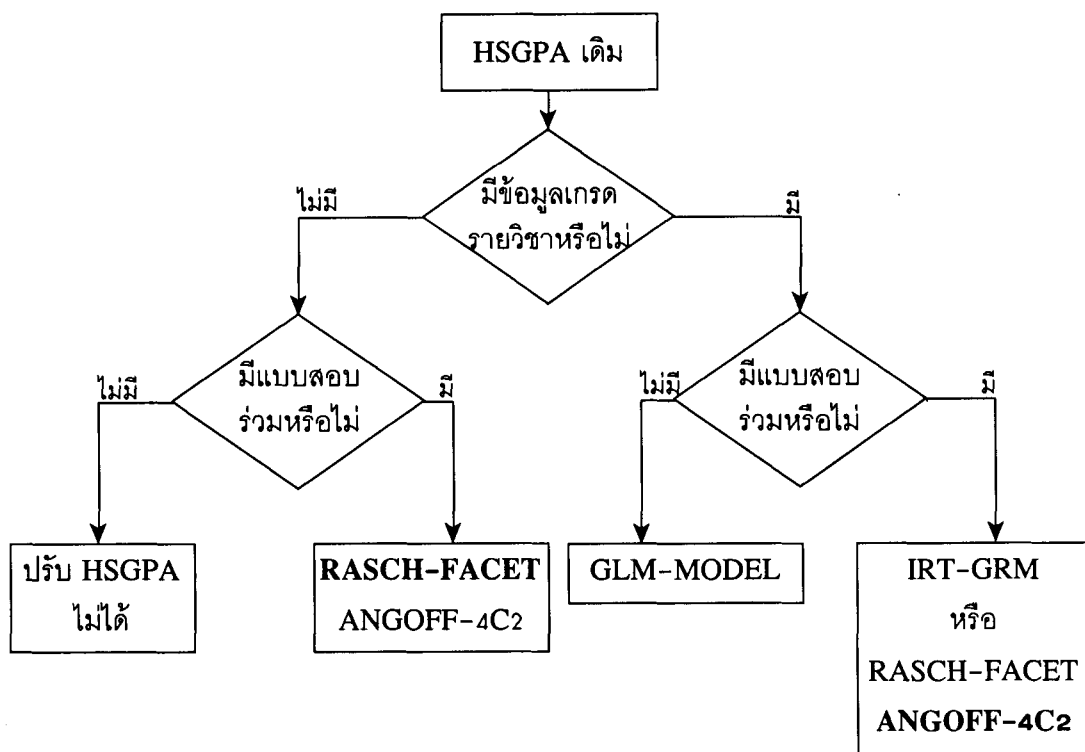 HSGPA เดิม
มีข้อมูลเกรด
รายวิชาหรือไม่
ไม่มี
มี
มีแบบสอบ
ร่วมหรือไม่
ไม่มี
มี
มีแบบสอบ
ร่วมหรือไม่
ไม่มี
มี
ปรับ HSGPA
ไม่ได้
RASCH-FACET
ANGOFF-4C2
GLM-MODEL
IRT-GRM
หรือ
RASCH-FACET
ANGOFF-4C2